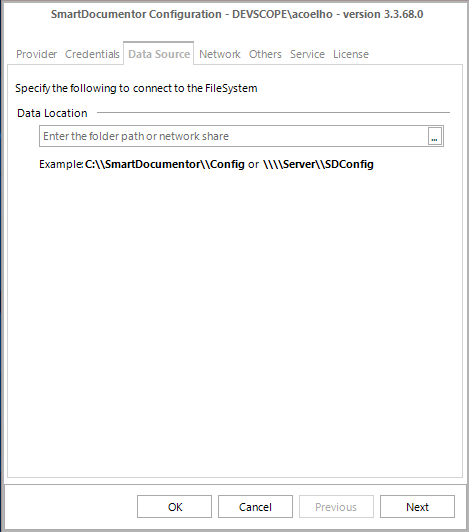 SmartDocumentor Configuration - DEVSCOPE\acoelho - version 3.3.68.0
Provider Credentials Data Source Network Others Service License
Specify the following to connect to the FileSystem
Data Location
Enter the folder path or network share ...
Example:C:\\SmartDocumentor\\Config or \\\\Server\\SDConfig
OK Cancel Previous Next